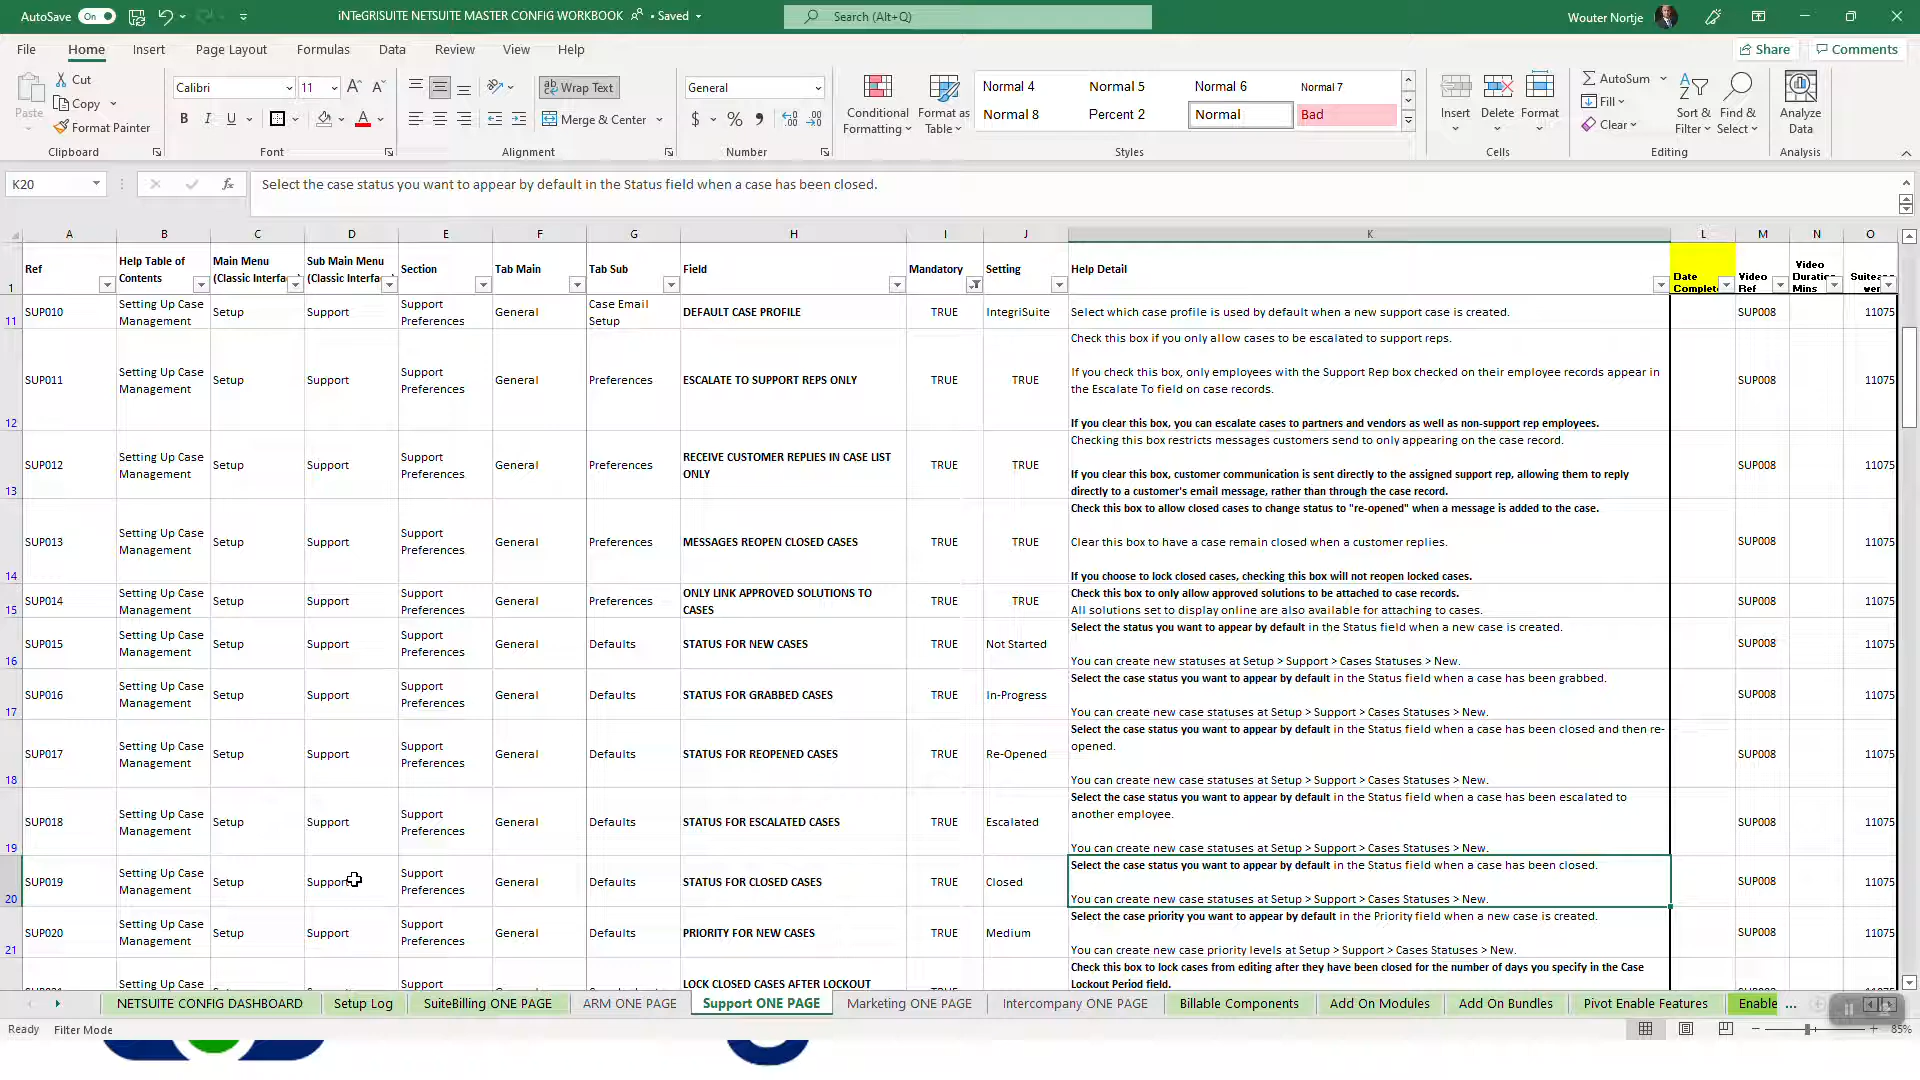 AutoSave On iNTeGRISUITE NETSUITE MASTER CONFIG WORKBOOK • Saved Search (Alt+Q) Wouter Nortje
File Home Insert Page Layout Formulas Data Review View Help Share Comments
Paste Cut Copy Format Painter
Calibri 11 B I U A
Wrap Text Merge & Center
General $ % 9
Conditional Formatting Format as Table
Normal 4 Normal 5 Normal 6 Normal 7
Normal 8 Percent 2 Normal Bad
Insert Delete Format
AutoSum Fill Clear Sort & Filter Find & Select Analyze Data
Clipboard Font Alignment Number Styles Cells Editing Analysis
K20 fx Select the case status you want to appear by default in the Status field when a case has been closed.
A B C D E F G H I J K L M N O
1 Ref Help Table of Contents Main Menu (Classic Interfa Sub Main Menu (Classic Interfa Section Tab Main Tab Sub Field Mandatory Setting Help Detail Date Complet Video Ref Video Duratio Mins
11 SUP010 Setting Up Case Management Setup Support Support Preferences General Case Email Setup DEFAULT CASE PROFILE TRUE IntegriSuite Select which case profile is used by default when a new support case is created. SUP008 11075
12 SUP011 Setting Up Case Management Setup Support Support Preferences General Preferences ESCALATE TO SUPPORT REPS ONLY TRUE TRUE SUP008 11075
Check this box if you only allow cases to be escalated to support reps.
If you check this box, only employees with the Support Rep box checked on their employee records appear
in the Escalate To field on case records.
If you clear this box, you can escalate cases to partners and vendors as well as non-support rep employees.
13 SUP012 Setting Up Case Management Setup Support Support Preferences General Preferences RECEIVE CUSTOMER REPLIES IN CASE LIST ONLY TRUE TRUE SUP008 11075
Checking this box restricts messages customers send to only appearing on the case record.
If you clear this box, customer communication is sent directly to the assigned support rep, allowing them to reply
directly to a customer's email message, rather than through the case record.
14 SUP013 Setting Up Case Management Setup Support Support Preferences General Preferences MESSAGES REOPEN CLOSED CASES TRUE TRUE SUP008 11075
Check this box to allow closed cases to change status to "re-opened" when a message is added to the case.
Clear this box to have a case remain closed when a customer replies.
If you choose to lock closed cases, checking this box will not reopen locked cases.
15 SUP014 Setting Up Case Management Setup Support Support Preferences General Preferences ONLY LINK APPROVED SOLUTIONS TO CASES TRUE TRUE SUP008 11075
Check this box to only allow approved solutions to be attached to case records.
All solutions set to display online are also available for attaching to cases.
16 SUP015 Setting Up Case Management Setup Support Support Preferences General Defaults STATUS FOR NEW CASES TRUE Not Started SUP008 11075
Select the status you want to appear by default in the Status field when a new case is created.
You can create new statuses at Setup > Support > Cases Statuses > New.
17 SUP016 Setting Up Case Management Setup Support Support Preferences General Defaults STATUS FOR GRABBED CASES TRUE In-Progress SUP008 11075
Select the case status you want to appear by default in the Status field when a case has been grabbed.
You can create new case statuses at Setup > Support > Cases Statuses > New.
18 SUP017 Setting Up Case Management Setup Support Support Preferences General Defaults STATUS FOR REOPENED CASES TRUE Re-Opened SUP008 11075
Select the case status you want to appear by default in the Status field when a case has been closed and then re-
opened.
You can create new case statuses at Setup > Support > Cases Statuses > New.
19 SUP018 Setting Up Case Management Setup Support Support Preferences General Defaults STATUS FOR ESCALATED CASES TRUE Escalated SUP008 11075
Select the case status you want to appear by default in the Status field when a case has been escalated to
another employee.
You can create new case statuses at Setup > Support > Cases Statuses > New.
20 SUP019 Setting Up Case Management Setup Support Support Preferences General Defaults STATUS FOR CLOSED CASES TRUE Closed SUP008 11075
Select the case status you want to appear by default in the Status field when a case has been closed.
You can create new case statuses at Setup > Support > Cases Statuses > New.
21 SUP020 Setting Up Case Management Setup Support Support Preferences General Defaults PRIORITY FOR NEW CASES TRUE Medium SUP008 11075
Select the case priority you want to appear by default in the Priority field when a new case is created.
You can create new case priority levels at Setup > Support > Cases Statuses > New.
Setting Up Case Support LOCK CLOSED CASES AFTER LOCKOUT
Check this box to lock cases from editing after they have been closed for the number of days you specify in the Case
Lockout Period field.
NETSUITE CONFIG DASHBOARD Setup Log SuiteBilling ONE PAGE ARM ONE PAGE Support ONE PAGE Marketing ONE PAGE Intercompany ONE PAGE Billable Components Add On Modules Add On Bundles Pivot Enable Features Enable ...
Ready Filter Mode 85%